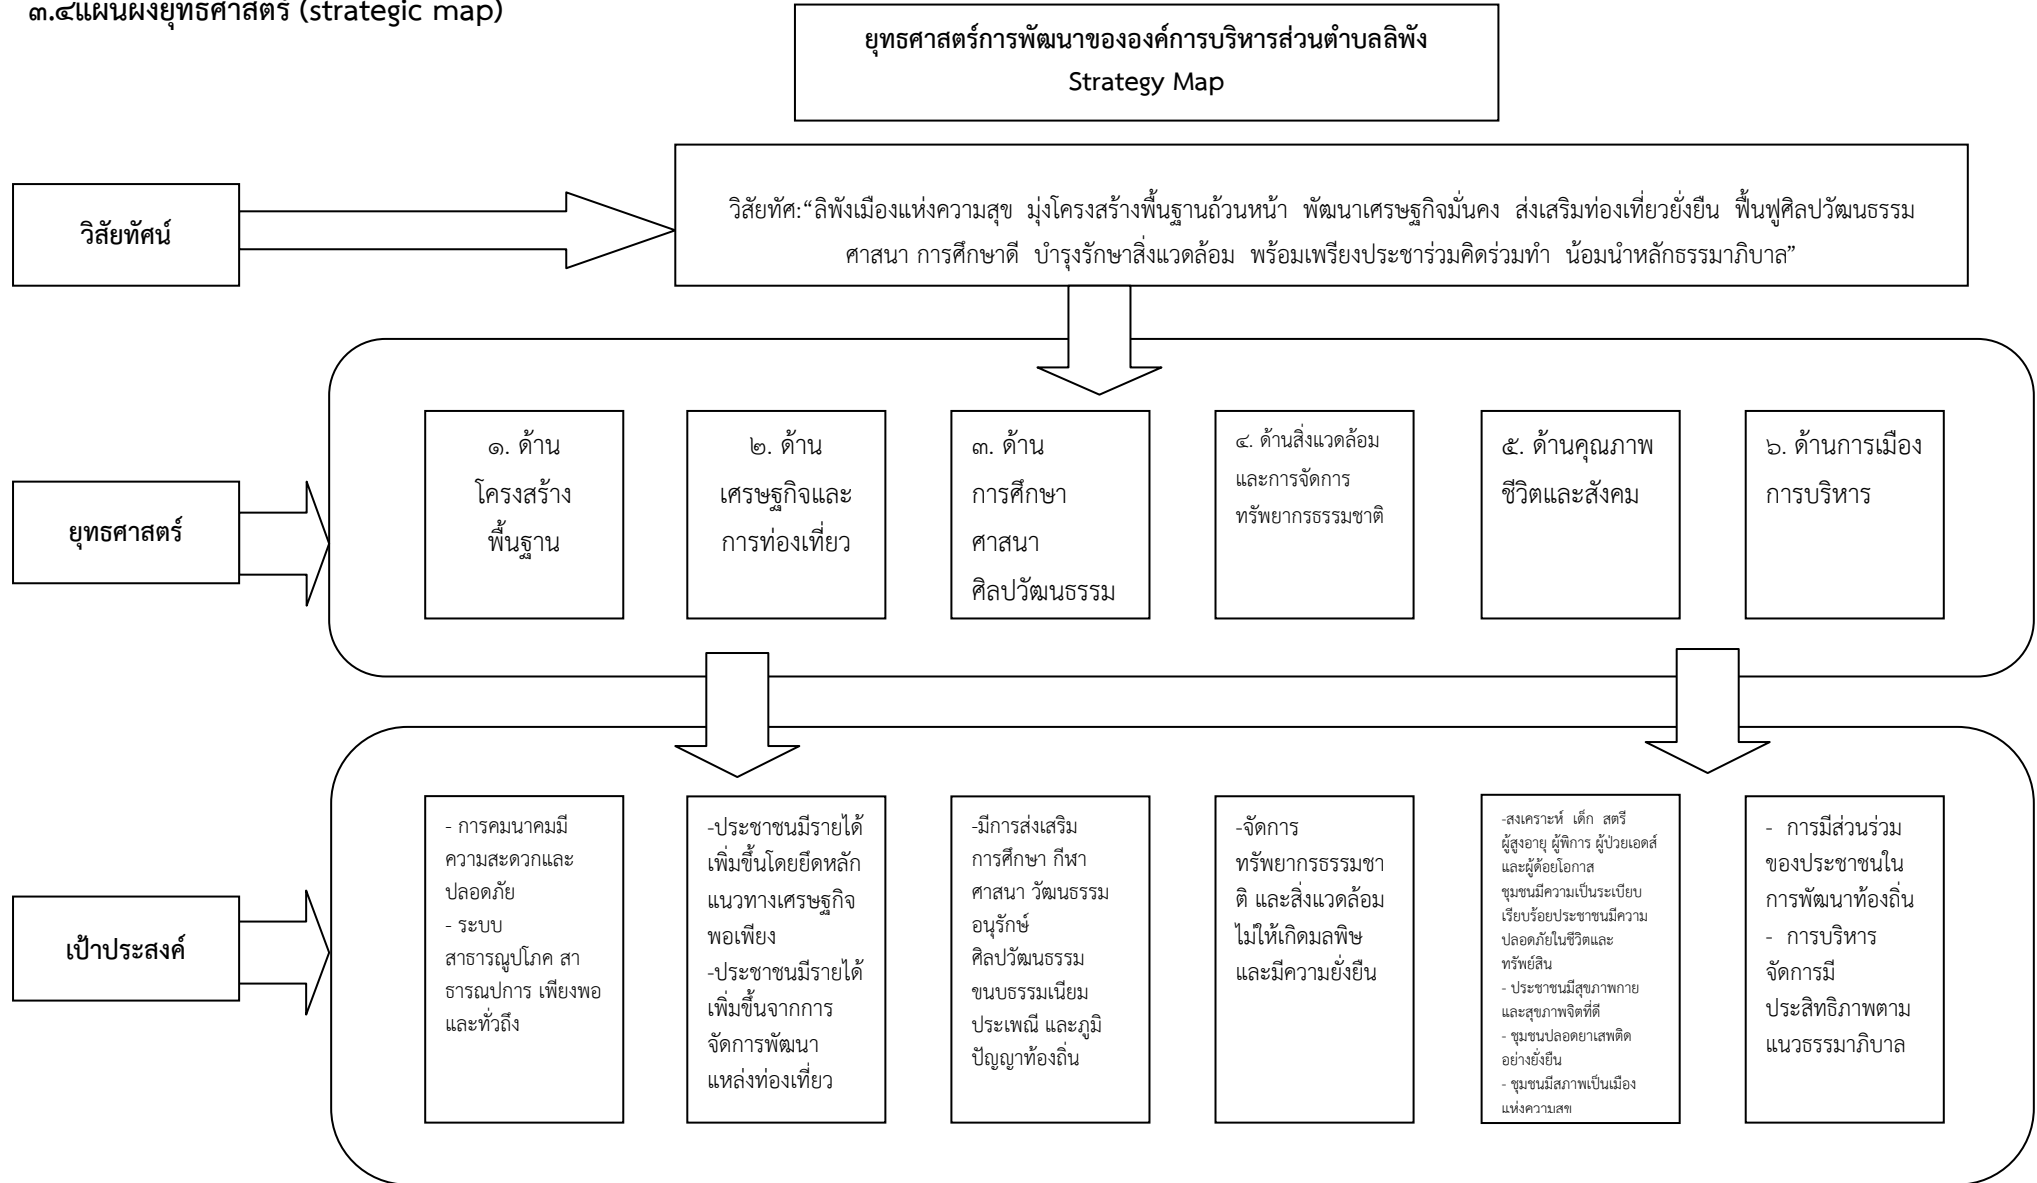 ๓.๔แผนผังยุทธศาสตร์ (strategic map)
ยุทธศาสตร์การพัฒนาขององค์การบริหารส่วนตำบลลิพัง
Strategy Map
วิสัยทัศน์
วิสัยทัศ:“ลิพังเมืองแห่งความสุข มุ่งโครงสร้างพื้นฐานถ้วนหน้า พัฒนาเศรษฐกิจมั่นคง ส่งเสริมท่องเที่ยวยั่งยืน ฟื้นฟูศิลปวัฒนธรรม
ศาสนา การศึกษาดี บำรุงรักษาสิ่งแวดล้อม พร้อมเพรียงประชาร่วมคิดร่วมทำ น้อมนำหลักธรรมาภิบาล”
ยุทธศาสตร์
๑. ด้าน
โครงสร้าง
พื้นฐาน
๒. ด้าน
เศรษฐกิจและ
การท่องเที่ยว
๓. ด้าน
การศึกษา
ศาสนา
ศิลปวัฒนธรรม
๔. ด้านสิ่งแวดล้อม
และการจัดการ
ทรัพยากรธรรมชาติ
๕. ด้านคุณภาพ
ชีวิตและสังคม
๖. ด้านการเมือง
การบริหาร
เป้าประสงค์
- การคมนาคมมี
ความสะดวกและ
ปลอดภัย
- ระบบ
สาธารณูปโภค สา
ธารณปการ เพียงพอ
และทั่วถึง
-ประชาชนมีรายได้
เพิ่มขึ้นโดยยึดหลัก
แนวทางเศรษฐกิจ
พอเพียง
-ประชาชนมีรายได้
เพิ่มขึ้นจากการ
จัดการพัฒนา
แหล่งท่องเที่ยว
-มีการส่งเสริม
การศึกษา กีฬา
ศาสนา วัฒนธรรม
อนุรักษ์
ศิลปวัฒนธรรม
ขนบธรรมเนียม
ประเพณี และภูมิ
ปัญญาท้องถิ่น
-จัดการ
ทรัพยากรธรรมชา
ติ และสิ่งแวดล้อม
ไม่ให้เกิดมลพิษ
และมีความยั่งยืน
-สงเคราะห์ เด็ก สตรี
ผู้สูงอายุ ผู้พิการ ผู้ป่วยเอดส์
และผู้ด้อยโอกาส
ชุมชนมีความเป็นระเบียบ
เรียบร้อยประชาชนมีความ
ปลอดภัยในชีวิตและ
ทรัพย์สิน
- ประชาชนมีสุขภาพกาย
และสุขภาพจิตที่ดี
- ชุมชนปลอดยาเสพติด
อย่างยั่งยืน
- ชุมชนมีสภาพเป็นเมือง
แห่งความสุข
- การมีส่วนร่วม
ของประชาชนใน
การพัฒนาท้องถิ่น
- การบริหาร
จัดการมี
ประสิทธิภาพตาม
แนวธรรมาภิบาล